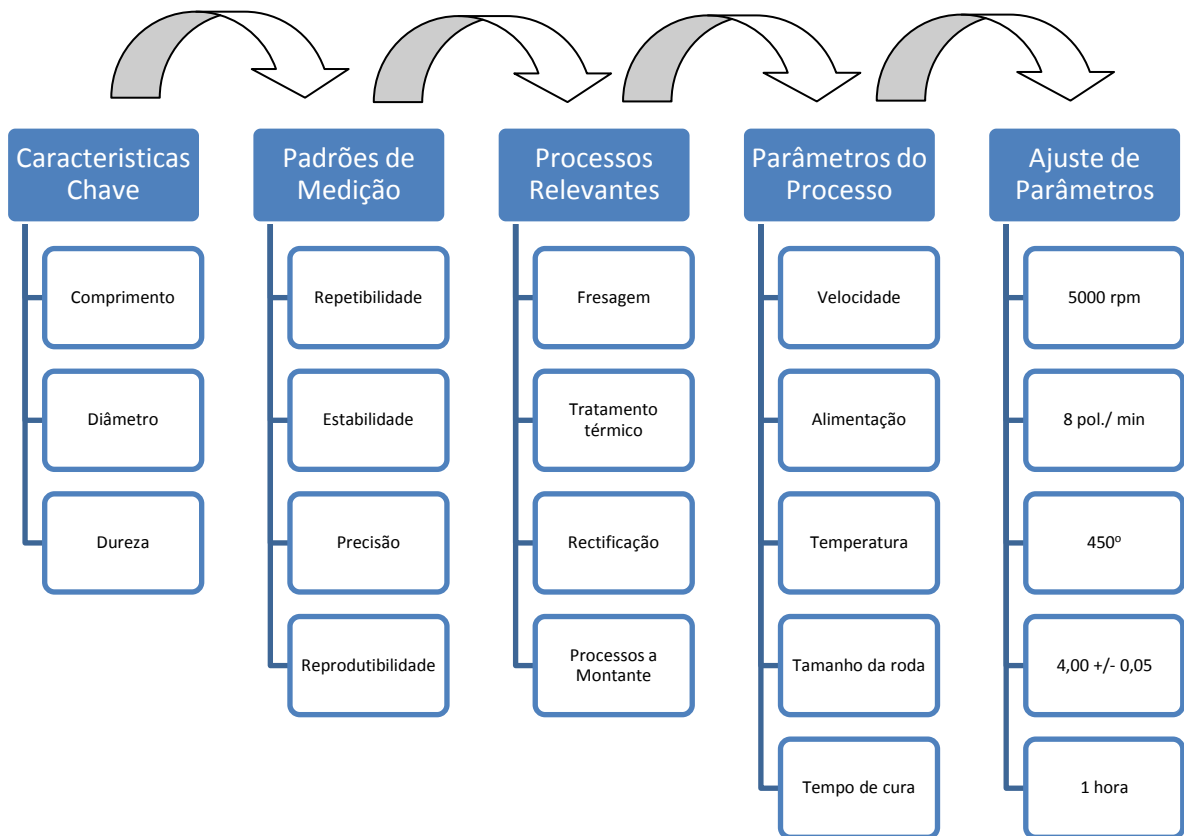 Caracteristicas
Chave
Comprimento
Diâmetro
Dureza
Padrões de
Medição
Repetibilidade
Estabilidade
Precisão
Reprodutibilidade
Processos
Relevantes
Fresagem
Tratamento
térmico
Rectificação
Processos a
Montante
Parâmetros do
Processo
Velocidade
Alimentação
Temperatura
Tamanho da roda
Tempo de cura
Ajuste de
Parâmetros
5000 rpm
8 pol./ min
450º
4,00 +/- 0,05
1 hora